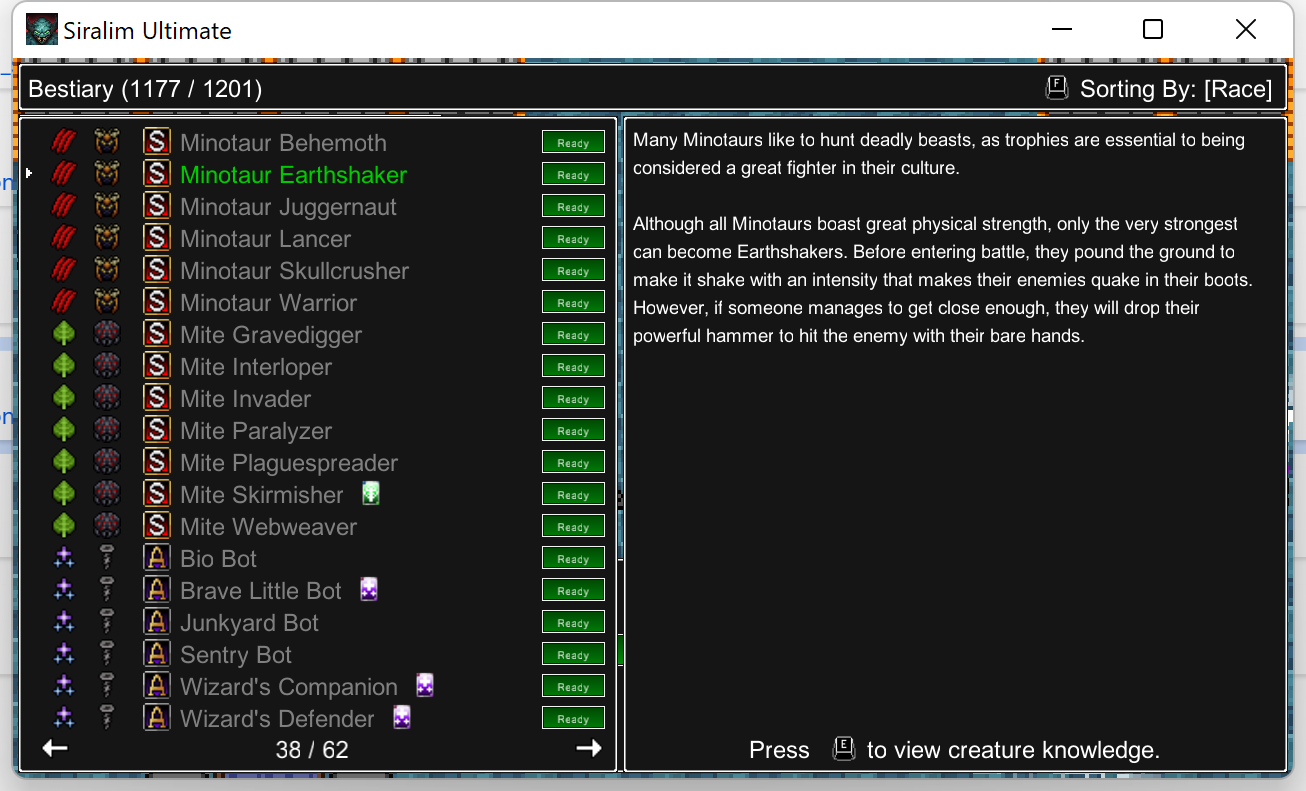 Siralim Ultimate
Bestiary (1177 / 1201)
F Sorting By: [Race]
S Minotaur Behemoth Ready
S Minotaur Earthshaker Ready
S Minotaur Juggernaut Ready
S Minotaur Lancer Ready
S Minotaur Skullcrusher Ready
S Minotaur Warrior Ready
S Mite Gravedigger Ready
S Mite Interloper Ready
S Mite Invader Ready
S Mite Paralyzer Ready
S Mite Plaguespreader Ready
S Mite Skirmisher Ready
S Mite Webweaver Ready
A Bio Bot Ready
A Brave Little Bot Ready
A Junkyard Bot Ready
A Sentry Bot Ready
A Wizard's Companion Ready
A Wizard's Defender Ready
38 / 62
Many Minotaurs like to hunt deadly beasts, as trophies are essential to being
considered a great fighter in their culture.
Although all Minotaurs boast great physical strength, only the very strongest
can become Earthshakers. Before entering battle, they pound the ground to
make it shake with an intensity that makes their enemies quake in their boots.
However, if someone manages to get close enough, they will drop their
powerful hammer to hit the enemy with their bare hands.
Press E to view creature knowledge.